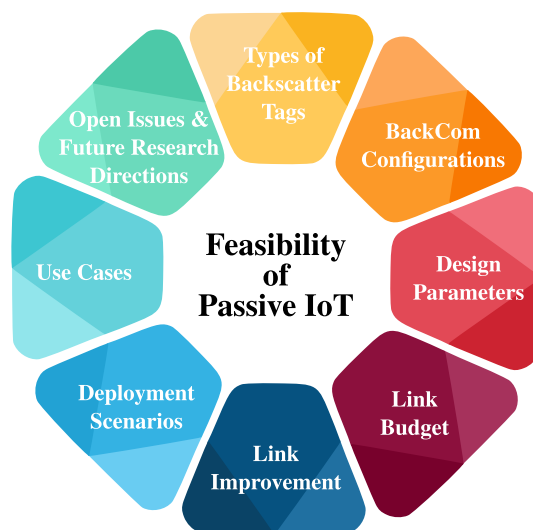 Types of
Backscatter
Tags
BackCom
Configurations
Design
Parameters
Link
Budget
Link
Improvement
Deployment
Scenarios
Use Cases
Open Issues &
Future Research
Directions
Feasibility
of
Passive IoT